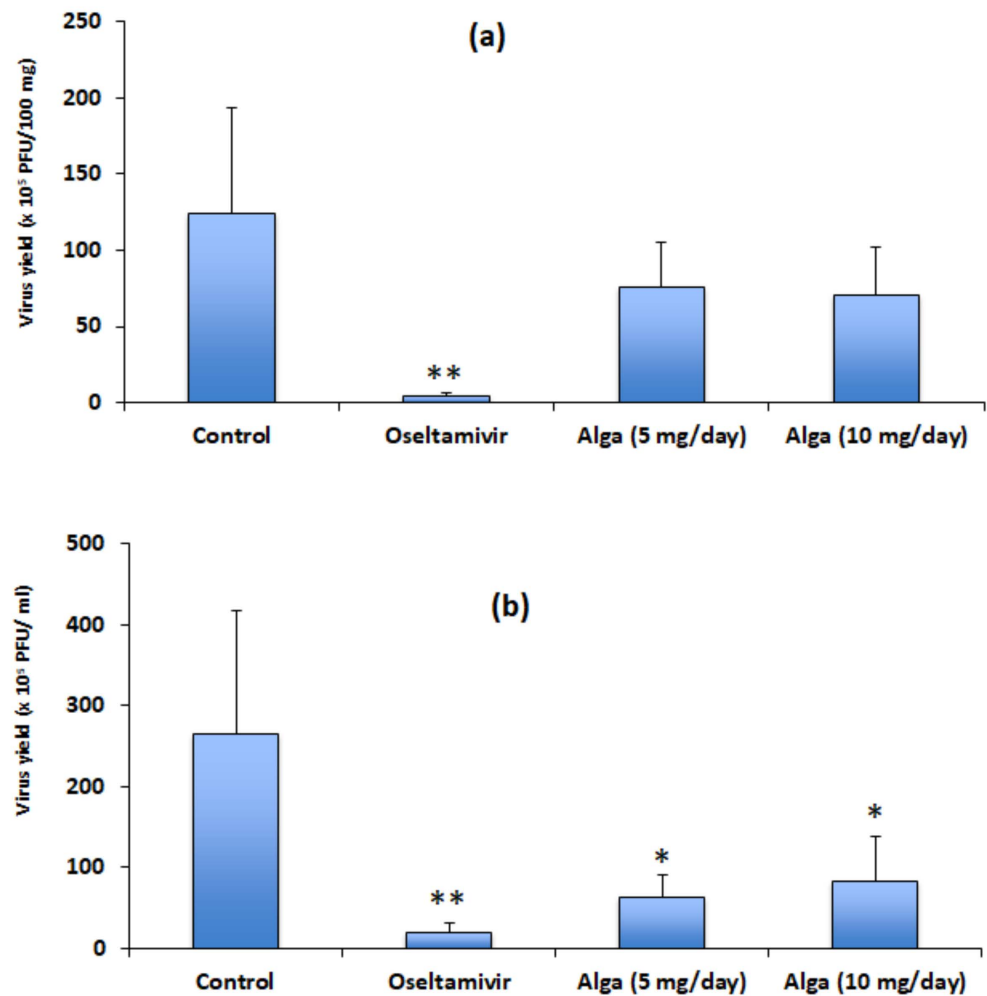 (a)
Virus yield (x 10⁵ PFU/100 mg)
250
200
150
100
50
0
**
Control Oseltamivir Alga (5 mg/day) Alga (10 mg/day)
(b)
Virus yield (x 10⁵ PFU/ ml)
500
400
300
200
100
0
**
*
*
Control Oseltamivir Alga (5 mg/day) Alga (10 mg/day)